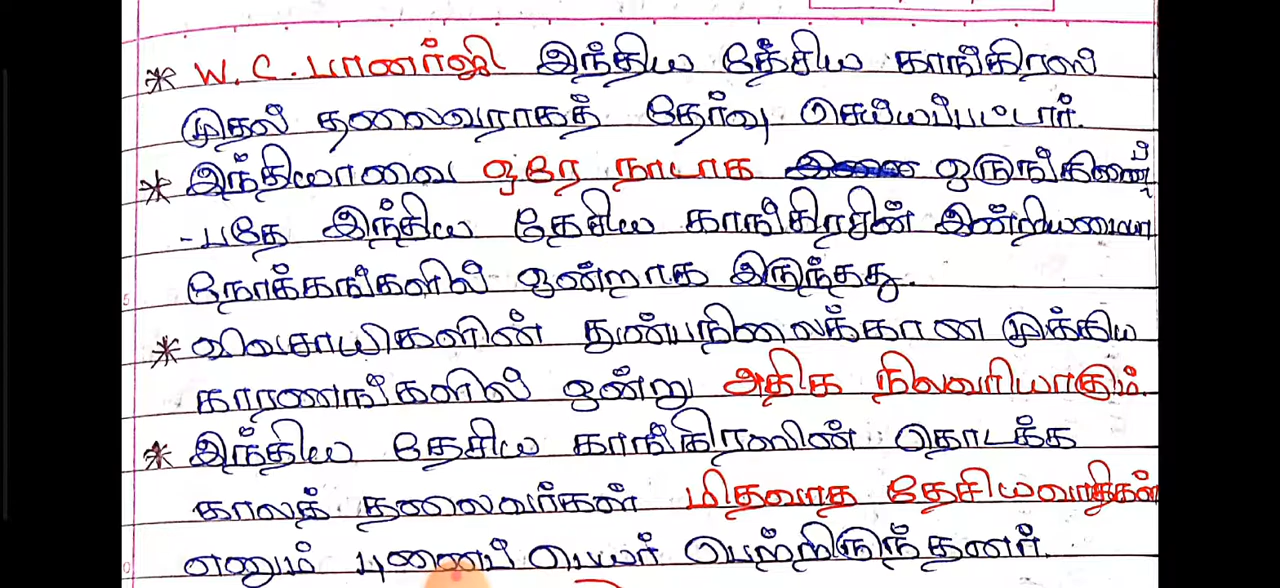 * W. C. பானர்ஜி இந்திய தேசிய காங்கிரஸ்
முதல் தலைவராகத் தேர்வு செய்யப்பட்டார்.
* இந்தியாவை ஒரே நாடாக ஒருங்கிணைப்
-பதே இந்திய தேசிய காங்கிரசின் இன்றியமையா
நோக்கங்களில் ஒன்றாக இருந்தது.
* விவசாயிகளின் துன்பநிலைக்கான முக்கிய
காரணங்களில் ஒன்று அதிக நிலவரியாகும்.
* இந்திய தேசிய காங்கிரஸின் தொடக்க
காலத் தலைவர்கள் மிதவாத தேசியவாதிகள்
எனும் புனைப் பெயர் பெற்றிருந்தனர்.